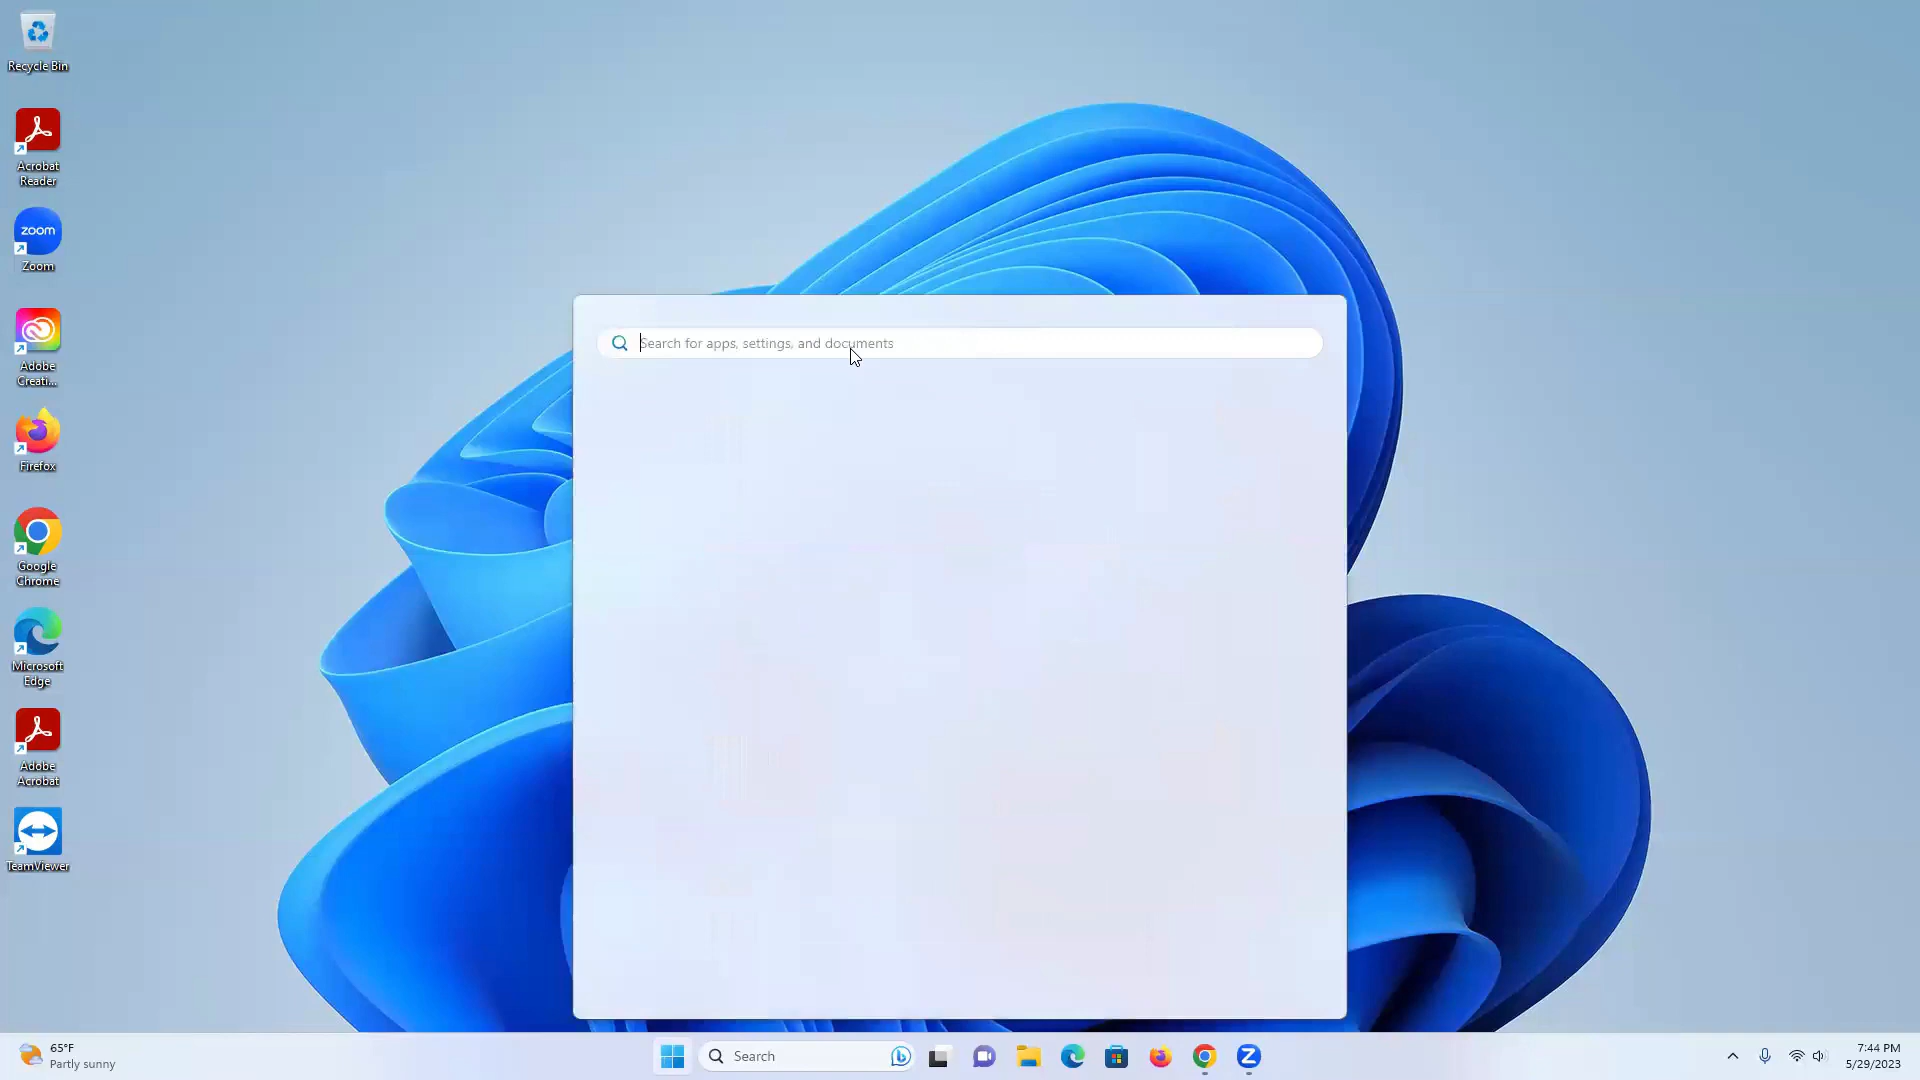 Recycle Bin
Acrobat
Reader
zoom
Zoom
Adobe
Creati...
Firefox
Google
Chrome
Microsoft
Edge
Adobe
Acrobat
TeamViewer
Search for apps, settings, and documents
65°F
Partly sunny
Search
7:44 PM
5/29/2023